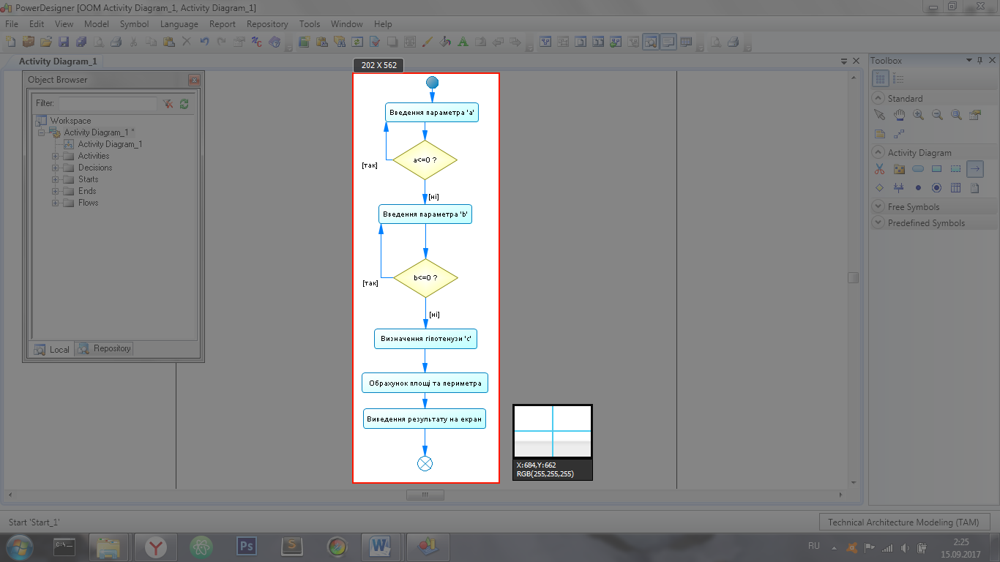 PowerDesigner [OOM Activity Diagram_1, Activity Diagram_1]
File Edit View Model Symbol Language Report Repository Tools Window Help
Activity Diagram_1
Object Browser
Filter:
Workspace
Activity Diagram_1 *
Activity Diagram_1
Activities
Decisions
Starts
Ends
Flows
Local Repository
202 X 562
Введення параметра 'a'
a<=0 ?
[так]
[ні]
Введення параметра 'b'
b<=0 ?
[так]
[ні]
Визначення гіпотенузи 'c'
Обрахунок площі та периметра
Виведення результату на екран
X:684,Y:662
RGB(255,255,255)
Toolbox
Standard
Activity Diagram
Free Symbols
Predefined Symbols
Start 'Start_1'
Technical Architecture Modeling (TAM)
C:\_
Ps
S
W
RU
2:25
15.09.2017